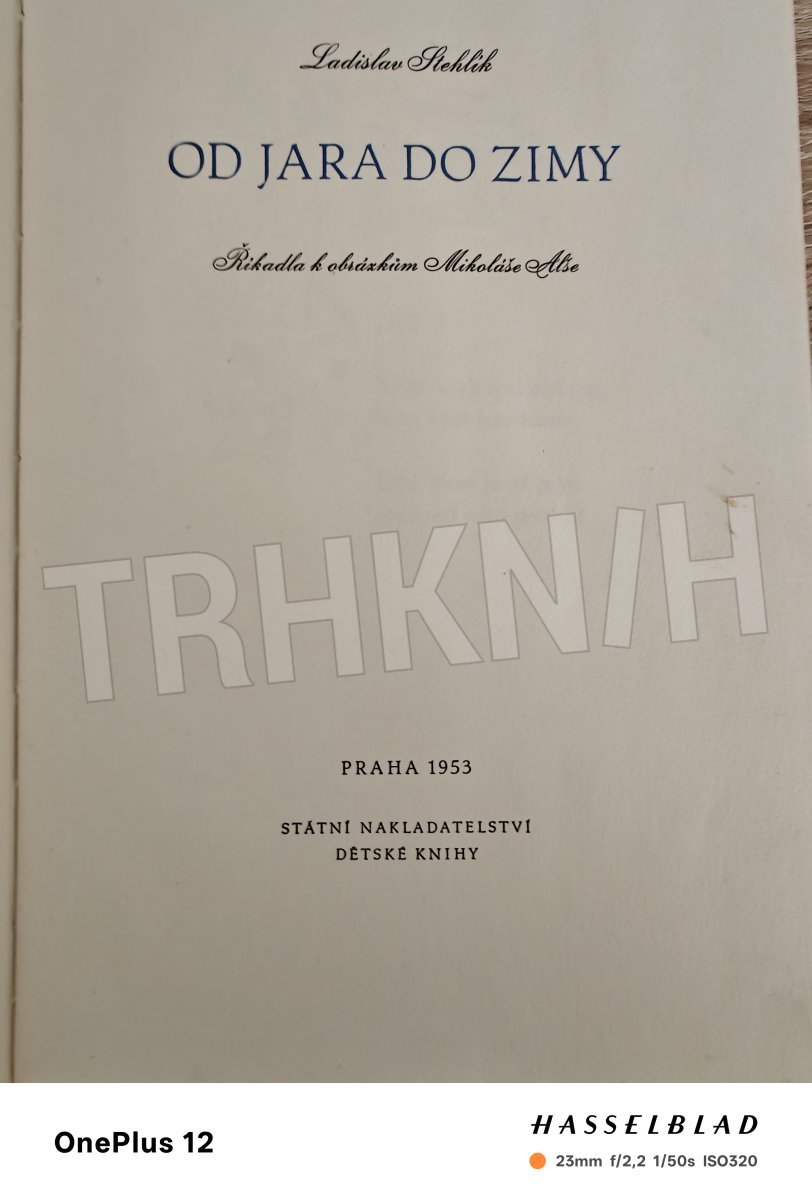 Ladislav Stehlík
OD JARA DO ZIMY
Říkadla k obrázkům Mikoláše Alše
TRHKNIH
PRAHA 1953
STÁTNÍ NAKLADATELSTVÍ
DĚTSKÉ KNIHY
OnePlus 12
HASSELBLAD
23mm f/2,2 1/50s ISO320